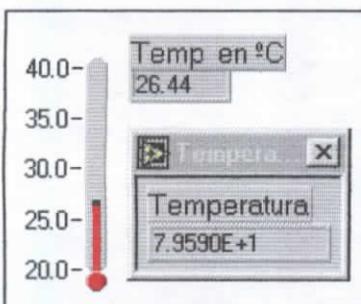 Temp en ºC
26.44
40.0-
35.0-
30.0-
25.0-
20.0-
Tempera...
Temperatura
7.9590E+1